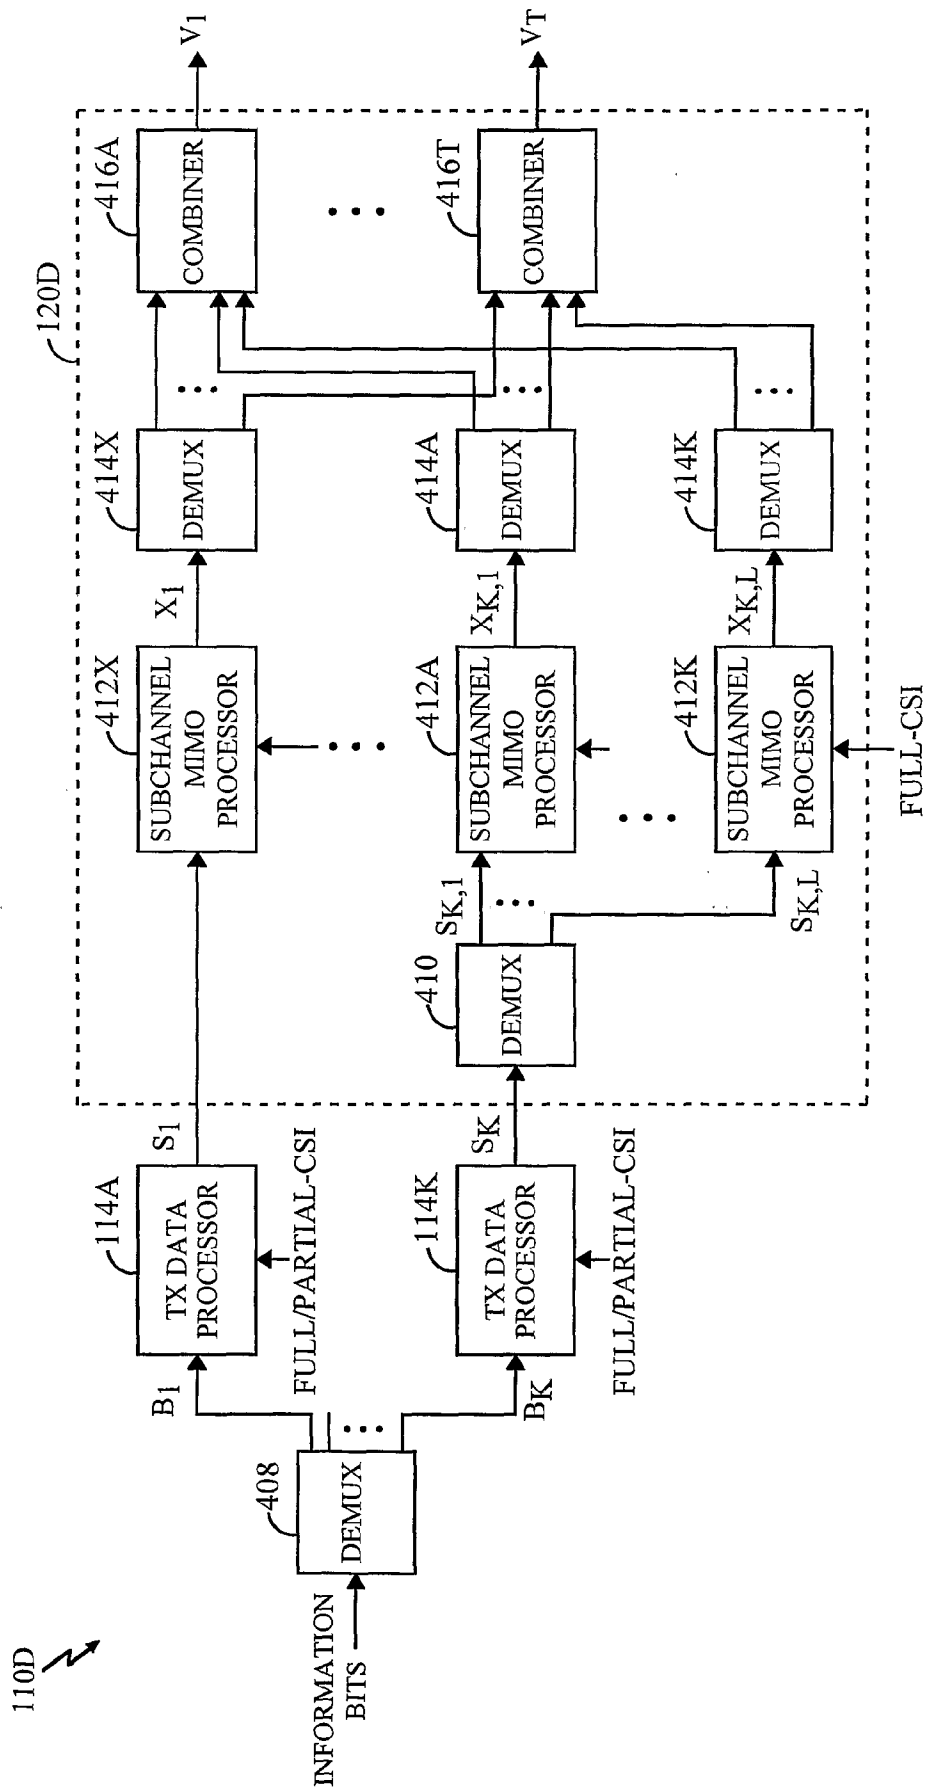 110D
INFORMATION
BITS
408
DEMUX
B1
BK
114A
TX DATA
PROCESSOR
FULL/PARTIAL-CSI
114K
TX DATA
PROCESSOR
FULL/PARTIAL-CSI
S1
SK
120D
410
DEMUX
SK,1
SK,L
412X
SUBCHANNEL
MIMO
PROCESSOR
412A
SUBCHANNEL
MIMO
PROCESSOR
412K
SUBCHANNEL
MIMO
PROCESSOR
FULL-CSI
X1
XK,1
XK,L
414X
DEMUX
414A
DEMUX
414K
DEMUX
416A
COMBINER
416T
COMBINER
V1
VT